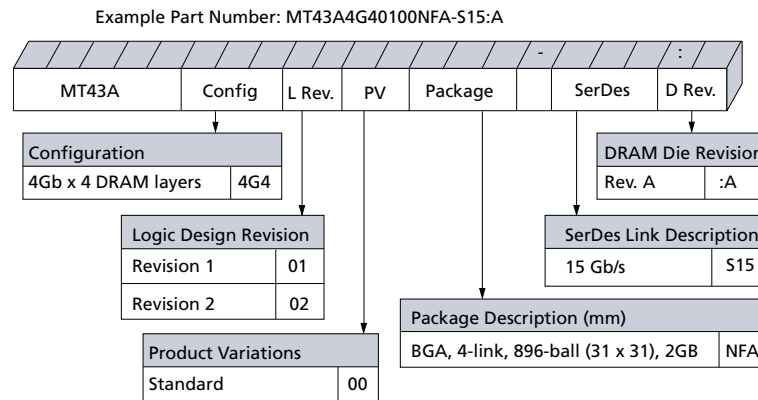 Example Part Number: MT43A4G40100NFA-S15:A
- :
MT43A Config L Rev. PV Package SerDes D Rev.
Configuration
4Gb x 4 DRAM layers 4G4
DRAM Die Revision
Rev. A :A
Logic Design Revision
Revision 1 01
Revision 2 02
SerDes Link Description
15 Gb/s S15
Package Description (mm)
BGA, 4-link, 896-ball (31 x 31), 2GB NFA
Product Variations
Standard 00